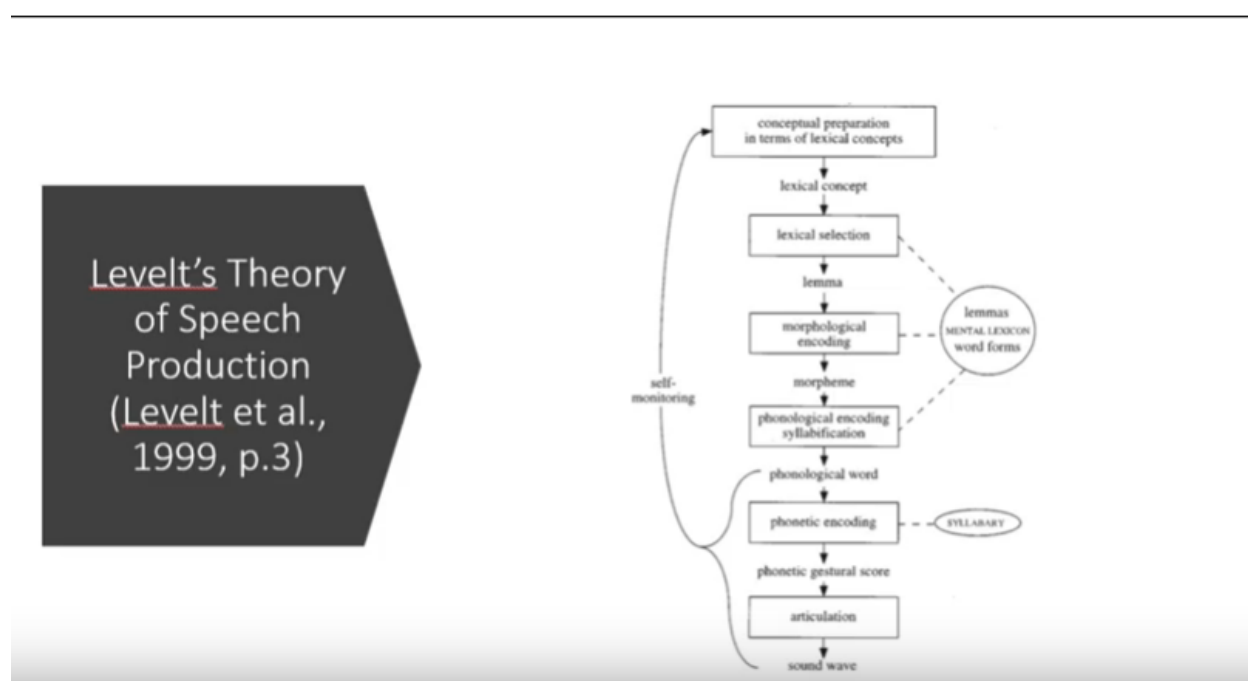 Levelt's Theory
of Speech
Production
(Levelt et al.,
1999, p.3)
conceptual preparation
in terms of lexical concepts
lexical concept
lexical selection
lemma
morphological
encoding
morpheme
phonological encoding
syllabification
phonological word
phonetic encoding
phonetic gestural score
articulation
sound wave
self-
monitoring
lemmas
MENTAL LEXICON
word forms
SYLLABARY